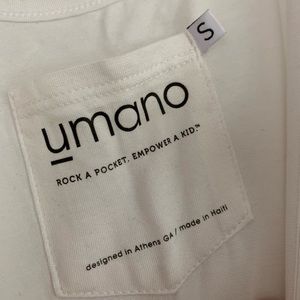 S
umano
ROCK A POCKET. EMPOWER A KID.™
designed in Athens GA / made in Haiti